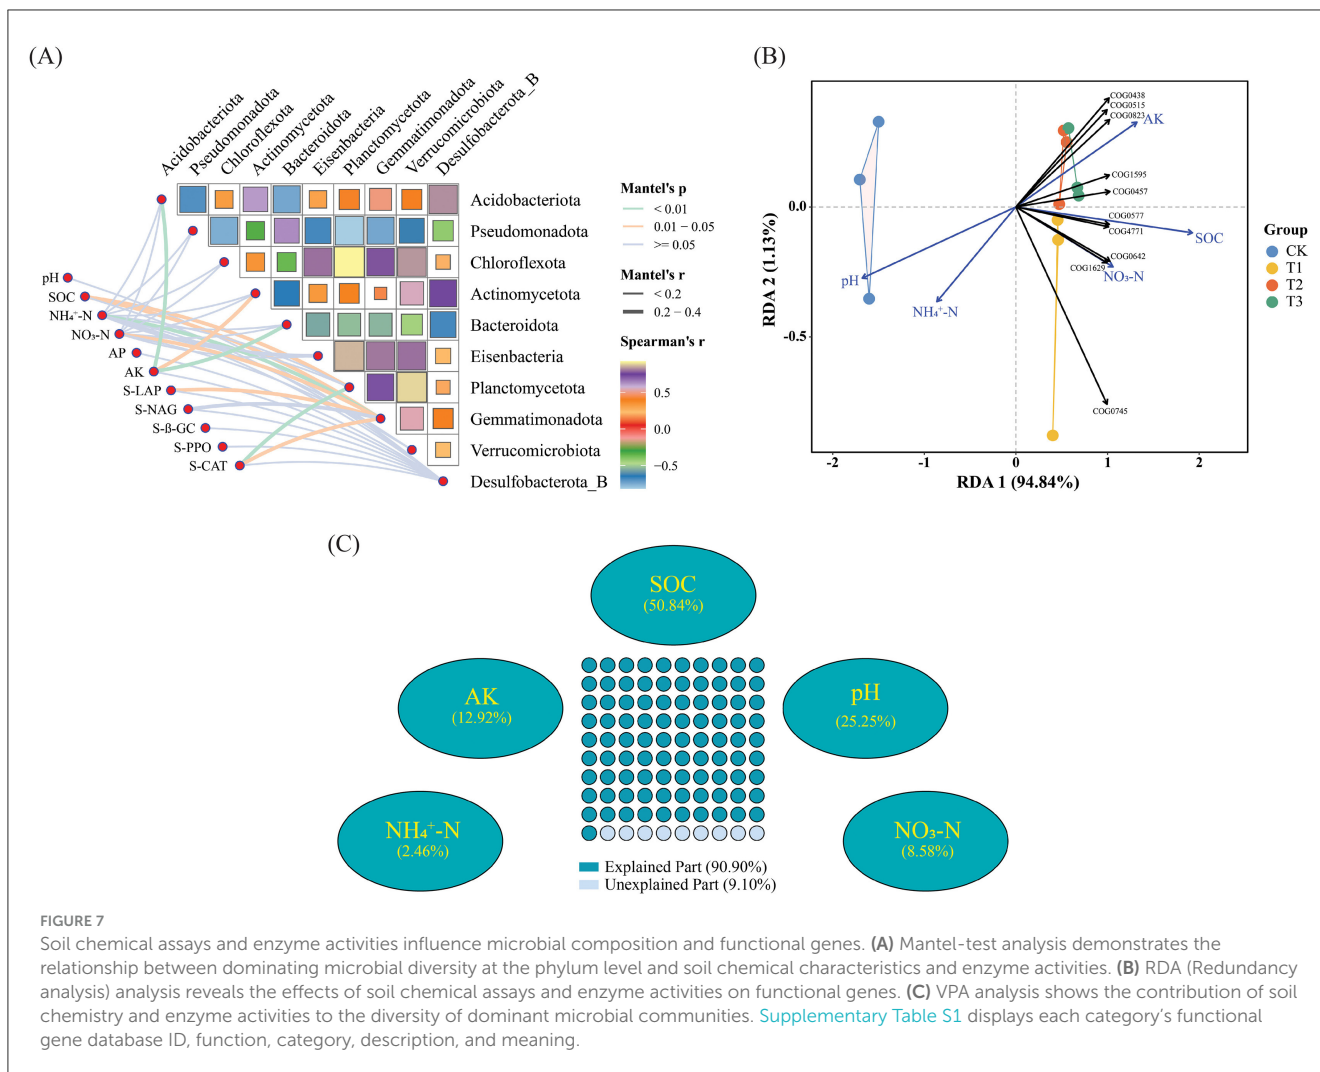 (A)
Acidobacteriota
Pseudomonadota
Chloroflexota
Actinomycetota
Bacteroidota
Eisenbacteria
Planctomycetota
Gemmatimonadota
Verrucomicrobiota
Desulfobacterota_B
Acidobacteriota
Pseudomonadota
Chloroflexota
Actinomycetota
Bacteroidota
Eisenbacteria
Planctomycetota
Gemmatimonadota
Verrucomicrobiota
Desulfobacterota_B
pH
SOC
NH₄⁺-N
NO₃-N
AP
AK
S-LAP
S-NAG
S-ß-GC
S-PPO
S-CAT
Mantel's p
< 0.01
0.01 − 0.05
>= 0.05
Mantel's r
< 0.2
0.2 − 0.4
Spearman's r
0.5
0.0
−0.5
(B)
COG0438
COG0515
COG0823
AK
COG1595
COG0457
COG0577
COG4771
SOC
COG0642
COG1629
NO₃-N
pH
NH₄⁺-N
COG0745
0.0
-0.5
RDA 2 (1.13%)
-2
-1
0
1
2
RDA 1 (94.84%)
Group
CK
T1
T2
T3
(C)
SOC
(50.84%)
AK
(12.92%)
pH
(25.25%)
NH₄⁺-N
(2.46%)
NO₃-N
(8.58%)
Explained Part (90.90%)
Unexplained Part (9.10%)
FIGURE 7
Soil chemical assays and enzyme activities influence microbial composition and functional genes. (A) Mantel-test analysis demonstrates the
relationship between dominating microbial diversity at the phylum level and soil chemical characteristics and enzyme activities. (B) RDA (Redundancy
analysis) analysis reveals the effects of soil chemical assays and enzyme activities on functional genes. (C) VPA analysis shows the contribution of soil
chemistry and enzyme activities to the diversity of dominant microbial communities. Supplementary Table S1 displays each category's functional
gene database ID, function, category, description, and meaning.